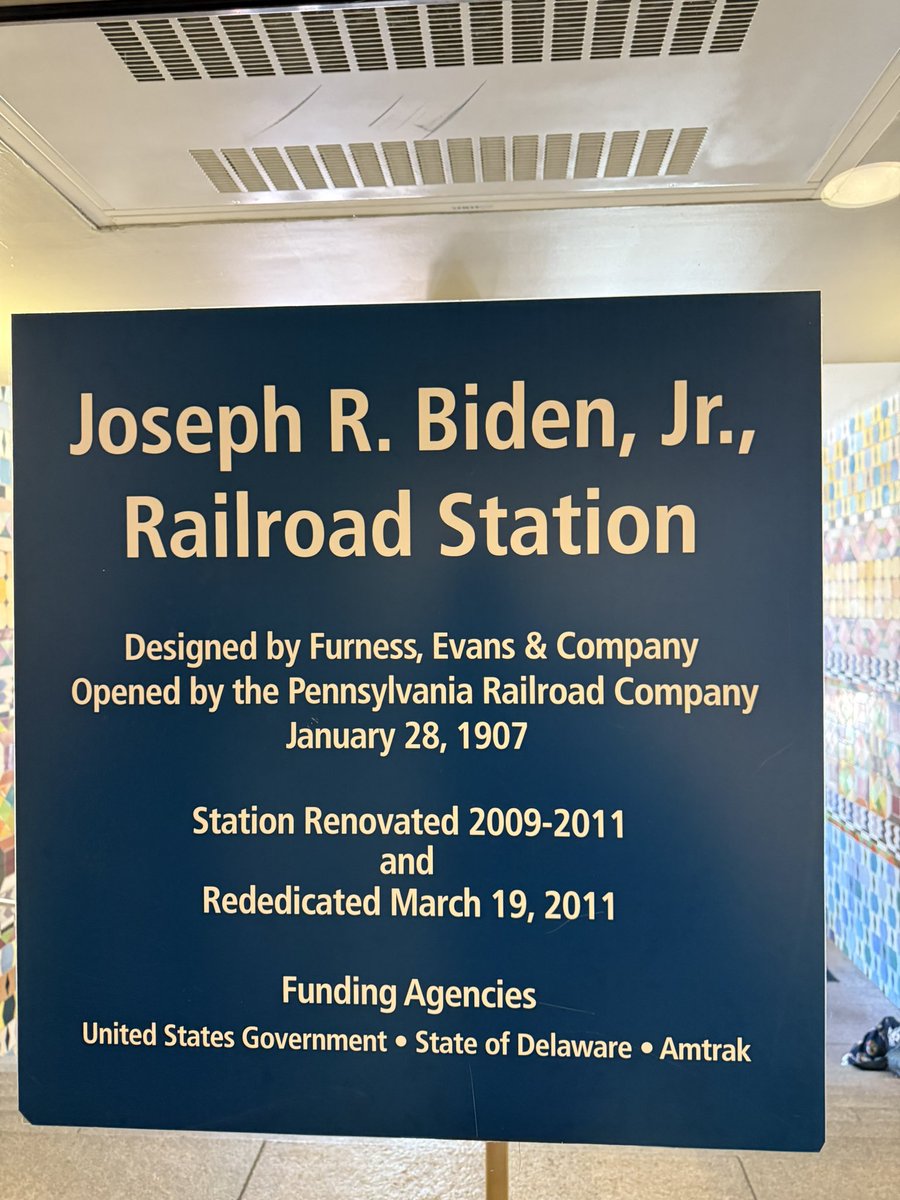 Joseph R. Biden, Jr.,
Railroad Station
Designed by Furness, Evans & Company
Opened by the Pennsylvania Railroad Company
January 28, 1907
Station Renovated 2009-2011
and
Rededicated March 19, 2011
Funding Agencies
United States Government • State of Delaware • Amtrak